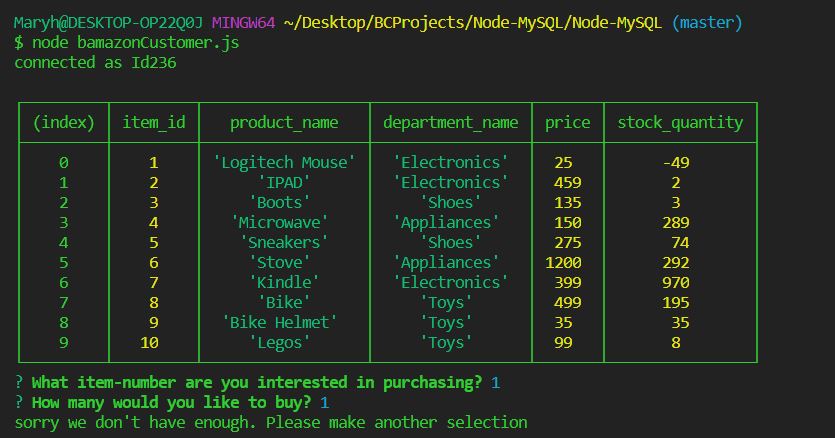 Maryh@DESKTOP-OP22Q0J MINGW64 ~/Desktop/BCProjects/Node-MySQL/Node-MySQL (master)
$ node bamazonCustomer.js
connected as Id236
(index) item_id product_name department_name price stock_quantity
0 1 'Logitech Mouse' 'Electronics' 25 -49
1 2 'IPAD' 'Electronics' 459 2
2 3 'Boots' 'Shoes' 135 3
3 4 'Microwave' 'Appliances' 150 289
4 5 'Sneakers' 'Shoes' 275 74
5 6 'Stove' 'Appliances' 1200 292
6 7 'Kindle' 'Electronics' 399 970
7 8 'Bike' 'Toys' 499 195
8 9 'Bike Helmet' 'Toys' 35 35
9 10 'Legos' 'Toys' 99 8
? What item-number are you interested in purchasing? 1
? How many would you like to buy? 1
sorry we don't have enough. Please make another selection